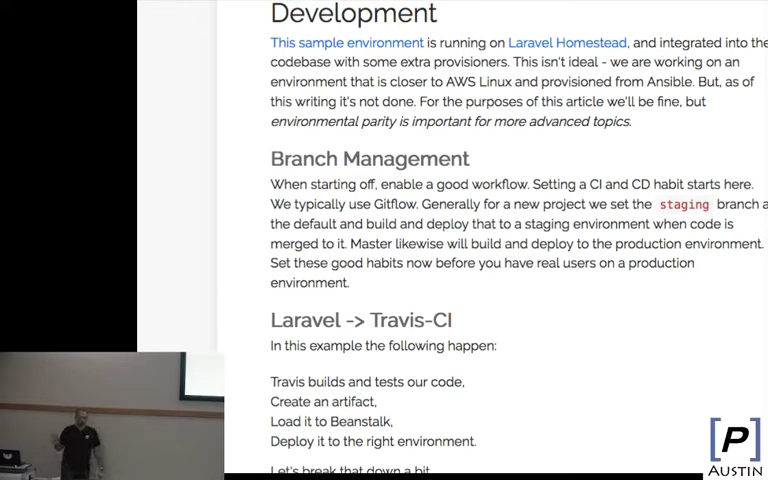 Development
This sample environment is running on Laravel Homestead, and integrated into the
codebase with some extra provisioners. This isn't ideal - we are working on an
environment that is closer to AWS Linux and provisioned from Ansible. But, as of
this writing it's not done. For the purposes of this article we'll be fine, but
environmental parity is important for more advanced topics.
Branch Management
When starting off, enable a good workflow. Setting a CI and CD habit starts here.
We typically use Gitflow. Generally for a new project we set the staging branch a
the default and build and deploy that to a staging environment when code is
merged to it. Master likewise will build and deploy to the production environment.
Set these good habits now before you have real users on a production
environment.
Laravel -> Travis-CI
In this example the following happen:
Travis builds and tests our code,
Create an artifact,
Load it to Beanstalk,
Deploy it to the right environment.
Let's break that down a bit
[P]
AUSTIN